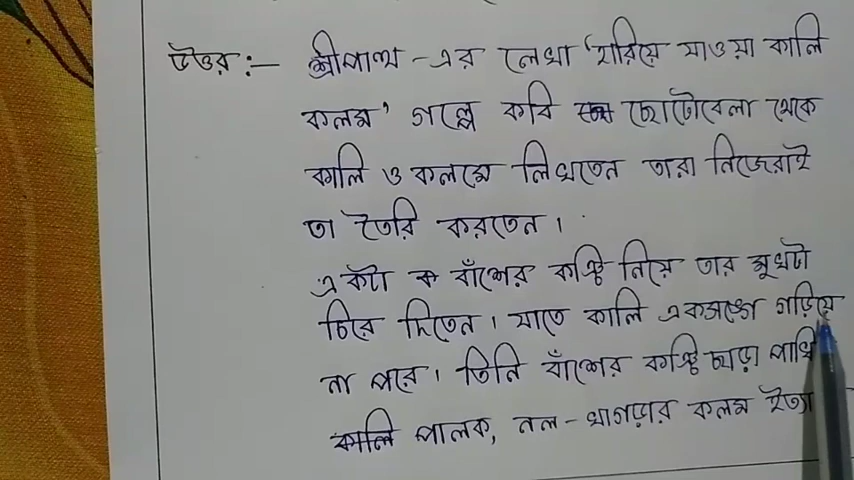 উত্তর :— শ্রীপান্থ - এর লেখা 'হারিয়ে যাওয়া কালি
কলম' গল্পে কবি ছোটোবেলা থেকে
কালি ও কলমে লিখতেন তারা নিজেরাই
তা তৈরি করতেন।
একটা ক বাঁশের কঞ্চি নিয়ে তার মুখটা
চিরে দিতেন। যাতে কালি একসঙ্গে গড়িয়ে
না পরে। তিনি বাঁশের কঞ্চি ছাড়া পাখি
কালি পালক, নল - খাগড়ার কলম ইত্যা